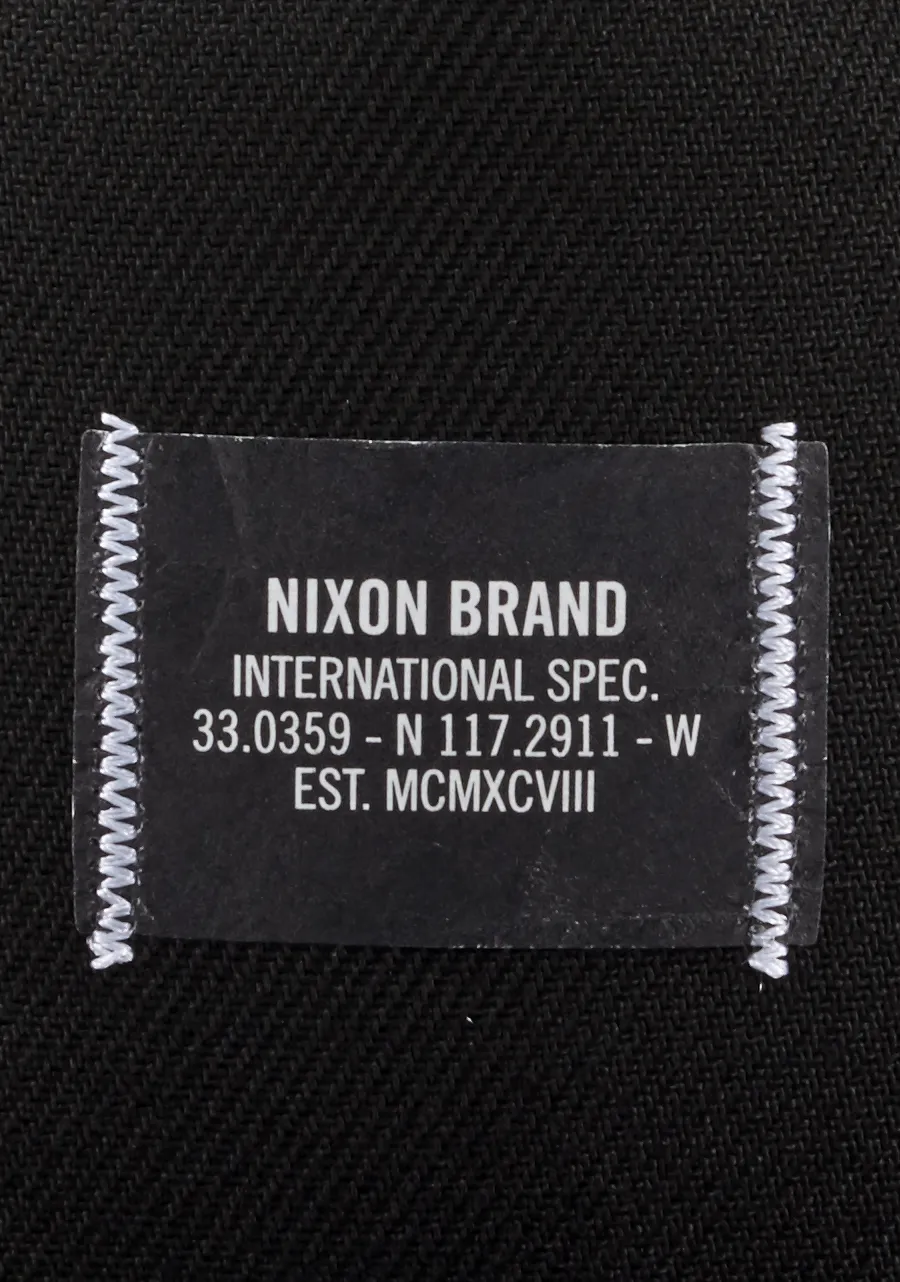 NIXON BRAND
INTERNATIONAL SPEC.
33.0359 - N 117.2911 - W
EST. MCMXCVIII